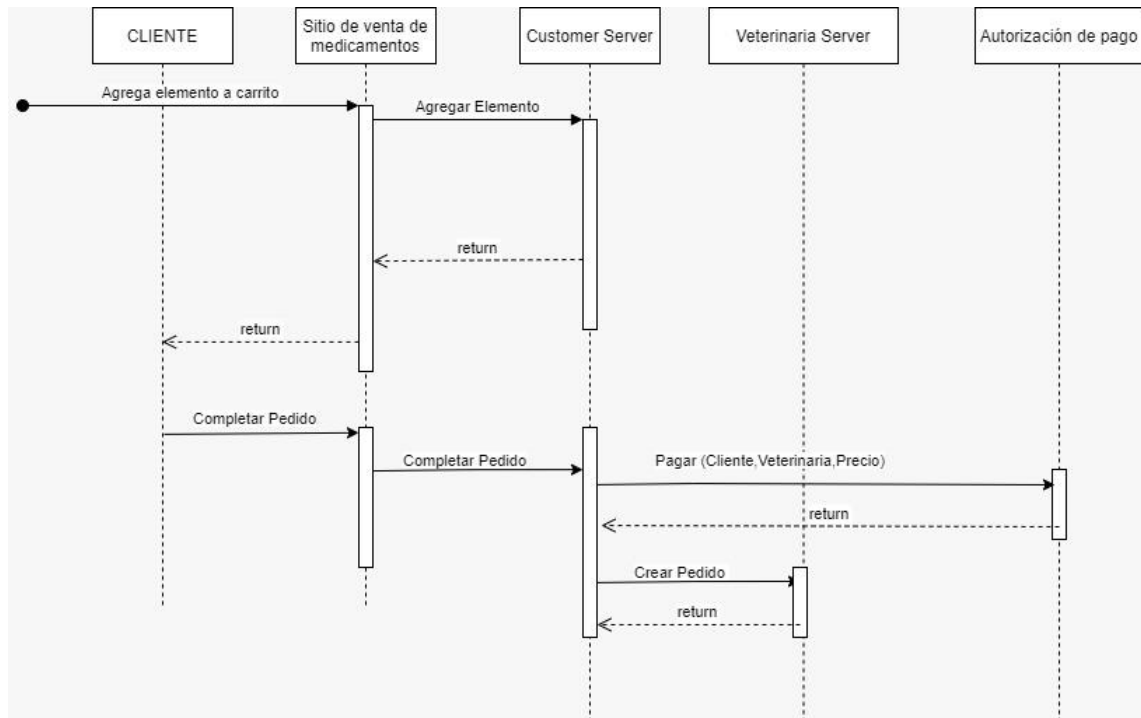 CLIENTE
Sitio de venta de
medicamentos
Customer Server
Veterinaria Server
Autorización de pago
Agrega elemento a carrito
Agregar Elemento
return
return
Completar Pedido
Completar Pedido
Pagar (Cliente,Veterinaria,Precio)
return
Crear Pedido
return